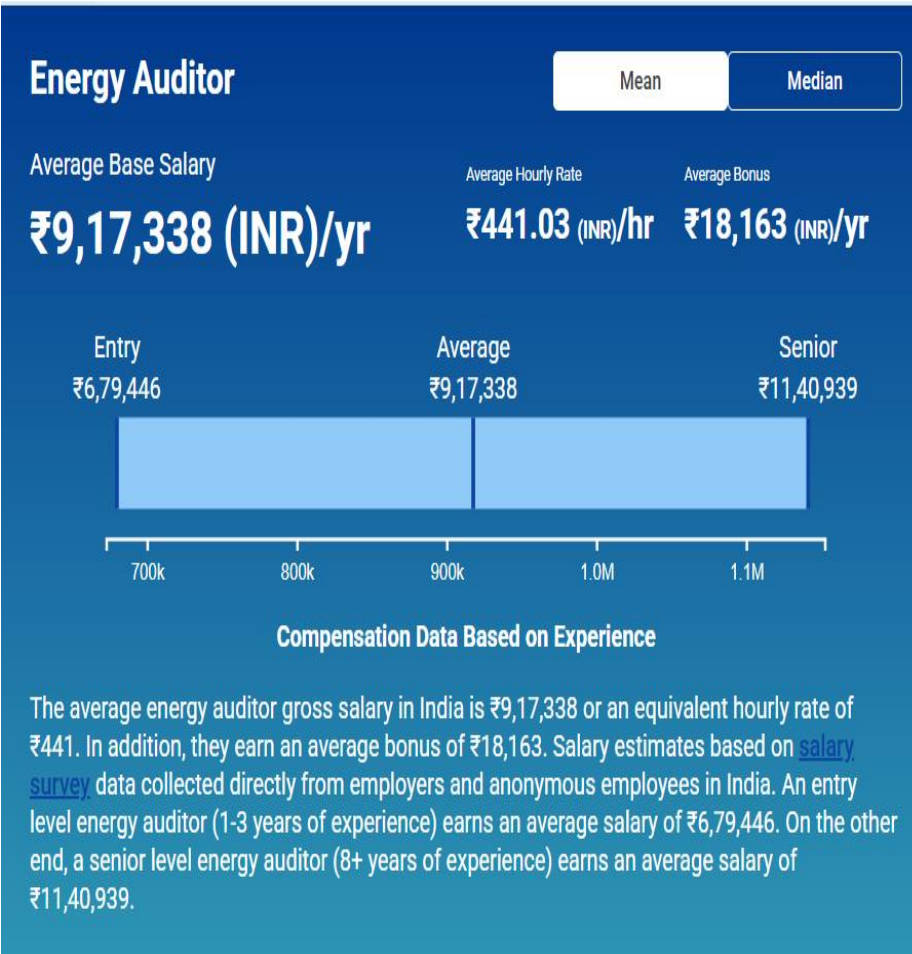 Energy Auditor
Mean
Median
Average Base Salary
₹9,17,338 (INR)/yr
Average Hourly Rate
₹441.03 (INR)/hr
Average Bonus
₹18,163 (INR)/yr
Entry
₹6,79,446
Average
₹9,17,338
Senior
₹11,40,939
700k
800k
900k
1.0M
1.1M
Compensation Data Based on Experience
The average energy auditor gross salary in India is ₹9,17,338 or an equivalent hourly rate of
₹441. In addition, they earn an average bonus of ₹18,163. Salary estimates based on salary
survey data collected directly from employers and anonymous employees in India. An entry
level energy auditor (1-3 years of experience) earns an average salary of ₹6,79,446. On the other
end, a senior level energy auditor (8+ years of experience) earns an average salary of
₹11,40,939.